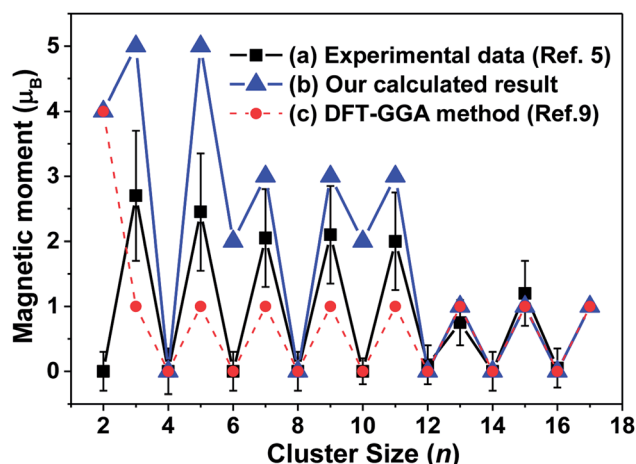 (a) Experimental data (Ref. 5)
(b) Our calculated result
(c) DFT-GGA method (Ref.9)
Magnetic moment (μB)
5
4
3
2
1
0
2 4 6 8 10 12 14 16 18
Cluster Size (n)